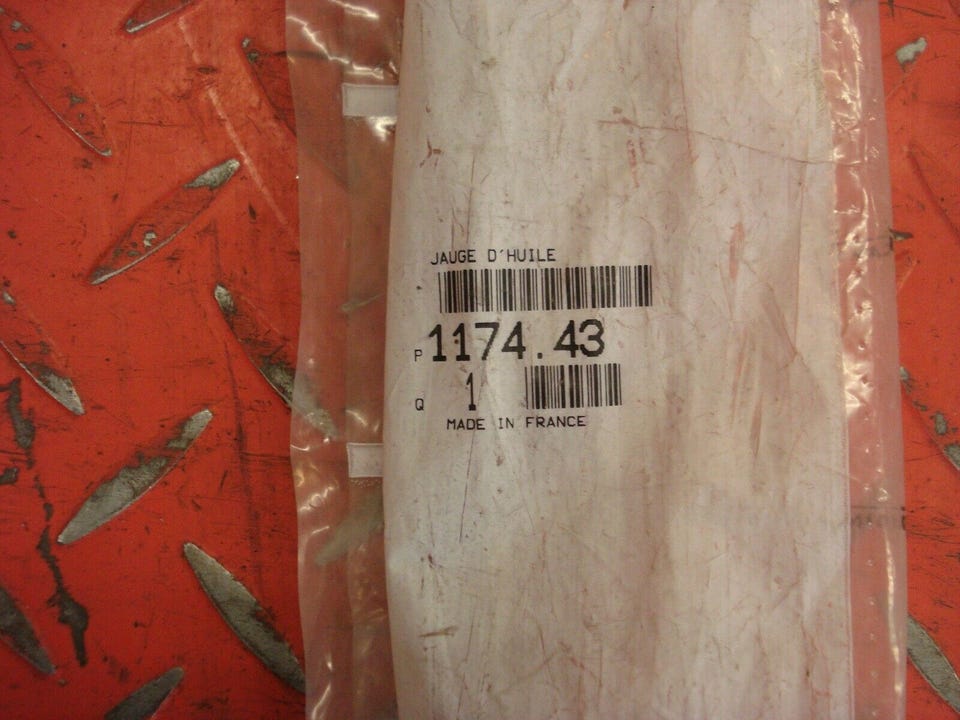 JAUGE D'HUILE
P 1174.43
Q 1
MADE IN FRANCE